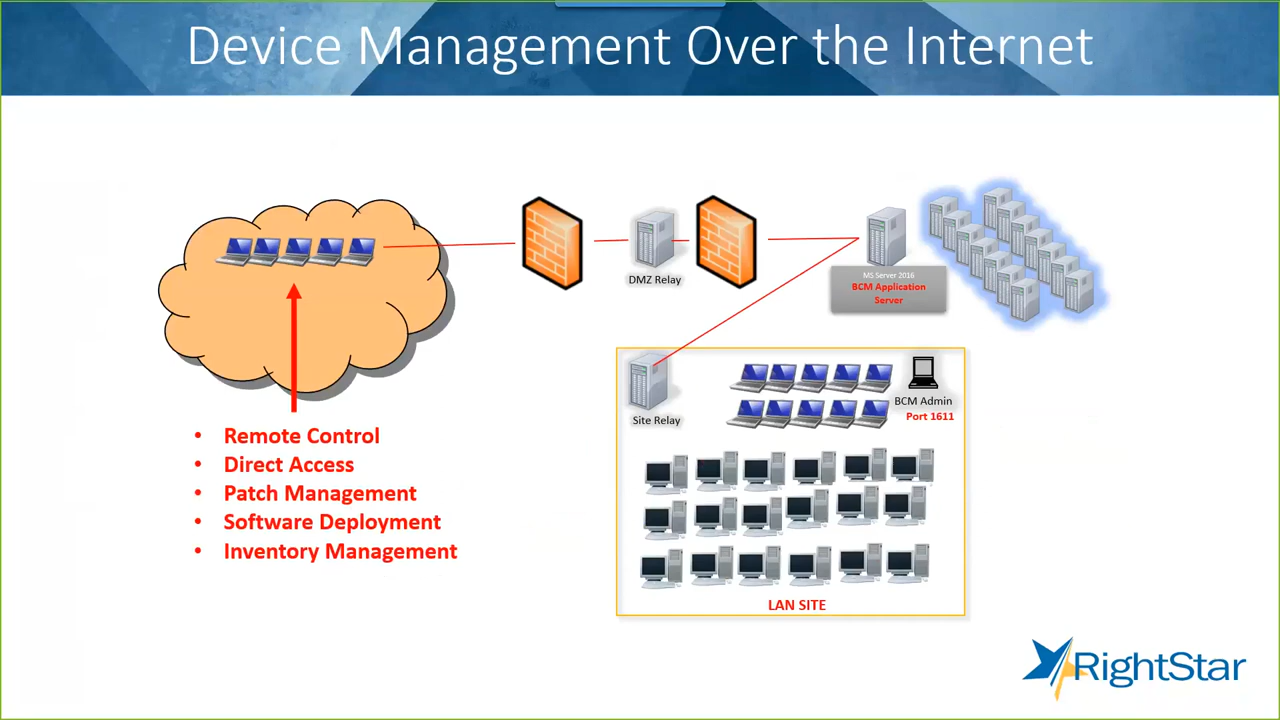 Device Management Over the Internet
DMZ Relay
MS Server 2016
BCM Application
Server
Site Relay
BCM Admin
Port 1611
• Remote Control
• Direct Access
• Patch Management
• Software Deployment
• Inventory Management
LAN SITE
RightStar